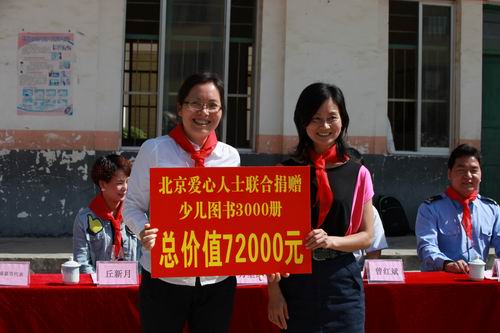 北京爱心人士联合捐赠
少儿图书3000册
总价值72000元
丘新月
曾红斌